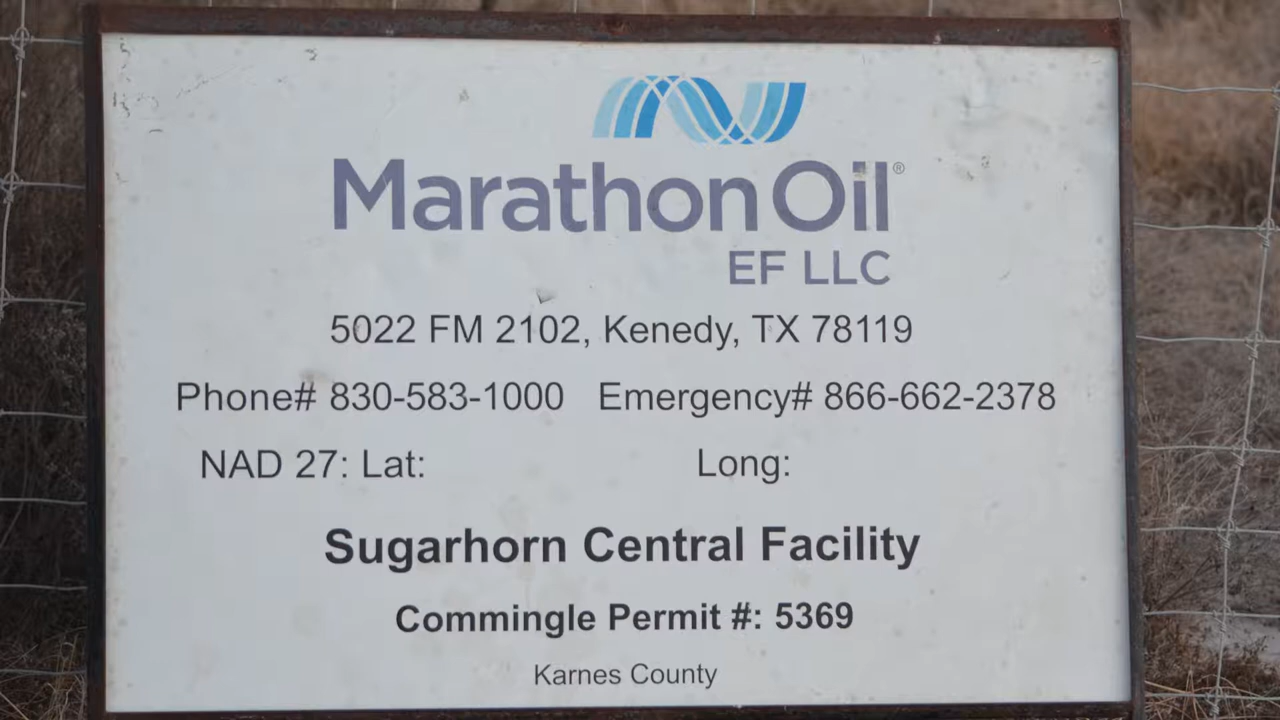 Marathon Oil®
EF LLC
5022 FM 2102, Kenedy, TX 78119
Phone# 830-583-1000 Emergency# 866-662-2378
NAD 27: Lat: Long:
Sugarhorn Central Facility
Commingle Permit #: 5369
Karnes County